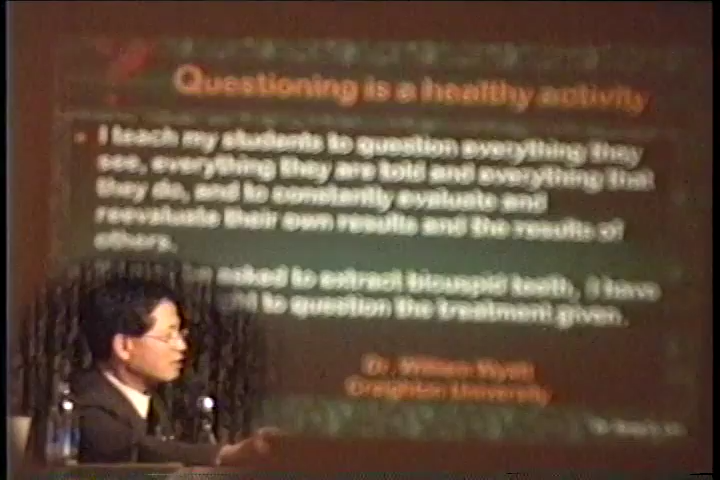 Questioning is a healthy activity
I teach my students to question everything they
see, everything they are told and everything that
they do, and to constantly evaluate and
reevaluate their own results and the results of
others.
asked to extract bicuspid teeth, I have
to question the treatment given.
Dr. William Wyatt
Creighton University